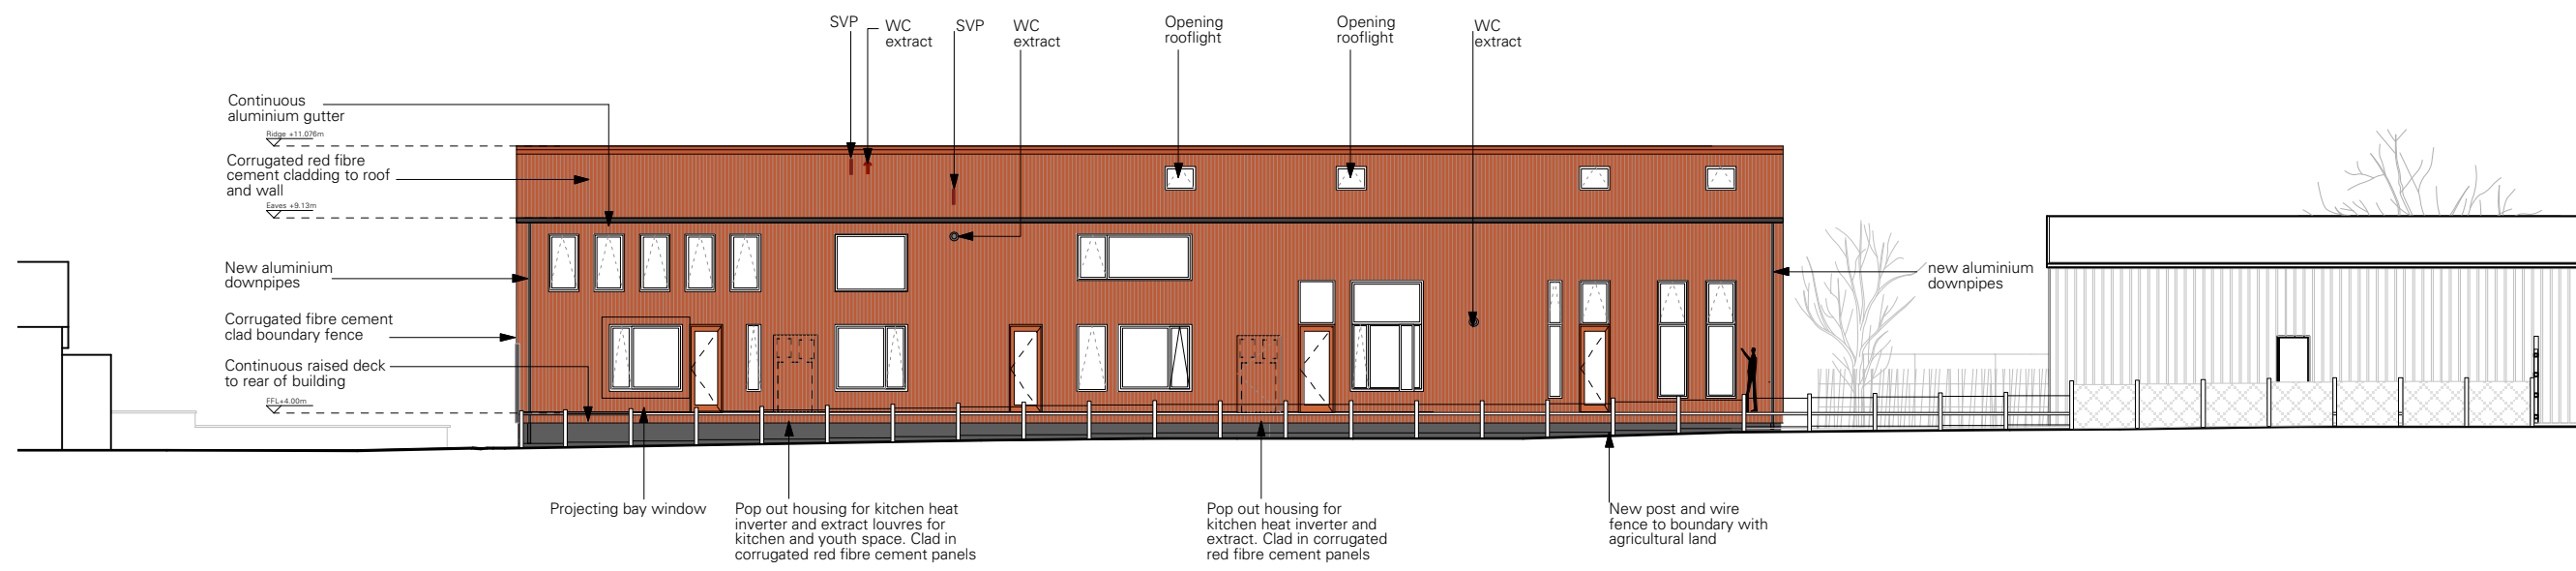 SVP
WC
extract
SVP
WC
extract
Opening
rooflight
Opening
rooflight
WC
extract
Continuous
aluminium gutter
Ridge +11.076m
Corrugated red fibre
cement cladding to roof
and wall
Eaves +9.13m
New aluminium
downpipes
new aluminium
downpipes
Corrugated fibre cement
clad boundary fence
Continuous raised deck
to rear of building
FFL+4.00m
Projecting bay window
Pop out housing for kitchen heat
inverter and extract louvres for
kitchen and youth space. Clad in
corrugated red fibre cement panels
Pop out housing for
kitchen heat inverter and
extract. Clad in corrugated
red fibre cement panels
New post and wire
fence to boundary with
agricultural land